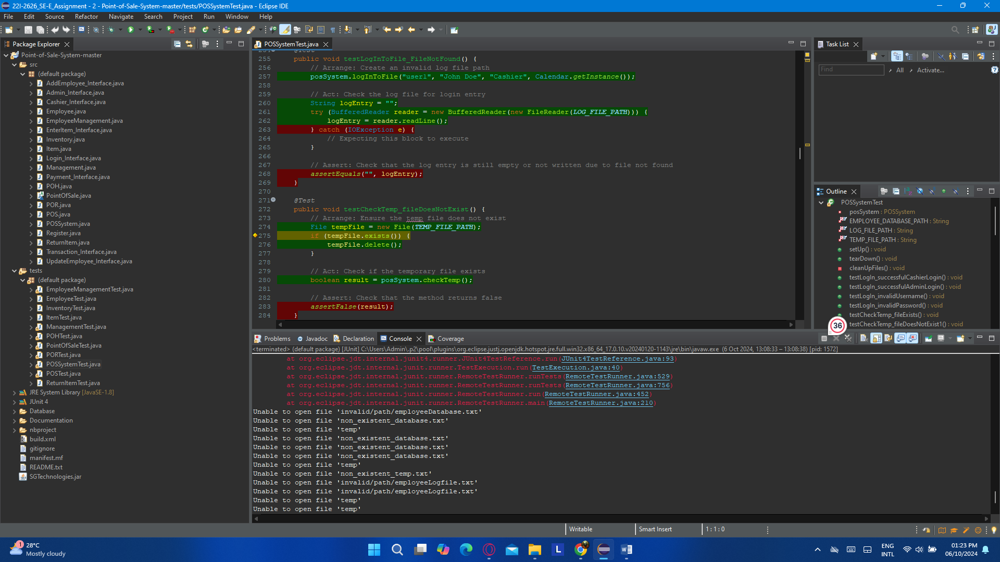 22I-2626_SE-E_Assignment - 2 - Point-of-Sale-System-master/tests/POSSystemTest.java - Eclipse IDE
File Edit Source Refactor Navigate Search Project Run Window Help
Package Explorer
Point-of-Sale-System-master
src
(default package)
AddEmployee_Interface.java
Admin_Interface.java
Cashier_Interface.java
Employee.java
EmployeeManagement.java
EnterItem_Interface.java
Inventory.java
Item.java
Login_Interface.java
Management.java
Payment_Interface.java
POH.java
PointOfSale.java
POR.java
POS.java
POSSystem.java
Register.java
ReturnItem.java
Transaction_Interface.java
UpdateEmployee_Interface.java
tests
(default package)
EmployeeManagementTest.java
EmployeeTest.java
InventoryTest.java
ItemTest.java
ManagementTest.java
POHTest.java
PointOfSaleTest.java
PORTest.java
POSSystemTest.java
POSTest.java
ReturnItemTest.java
JRE System Library [JavaSE-1.8]
JUnit 4
Database
Documentation
nbproject
build.xml
gitignore
manifest.mf
README.txt
SGTechnologies.jar
POSSystemTest.java
255 public void testLogInToFile_FileNotFound() {
256 // Arrange: Create an invalid log file path
257 posSystem.logInToFile("user1", "John Doe", "Cashier", Calendar.getInstance());
258
259 // Act: Check the log file for login entry
260 String logEntry = "";
261 try (BufferedReader reader = new BufferedReader(new FileReader(LOG_FILE_PATH))) {
262 logEntry = reader.readLine();
263 } catch (IOException e) {
264 // Expecting this block to execute
265 }
266
267 // Assert: Check that the log entry is still empty or not written due to file not found
268 assertEquals("", logEntry);
269 }
270
271 @Test
272 public void testCheckTemp_fileDoesNotExist() {
273 // Arrange: Ensure the temp file does not exist
274 File tempFile = new File(TEMP_FILE_PATH);
275 if (tempFile.exists()) {
276 tempFile.delete();
277 }
278
279 // Act: Check if the temporary file exists
280 boolean result = posSystem.checkTemp();
281
282 // Assert: Check that the method returns false
283 assertFalse(result);
284 }
Task List
Find
All
Activate...
Outline
POSSystemTest
posSystem : POSSystem
EMPLOYEE_DATABASE_PATH : String
LOG_FILE_PATH : String
TEMP_FILE_PATH : String
setUp() : void
tearDown() : void
cleanUpFiles() : void
testLogIn_successfulCashierLogin() : void
testLogIn_successfulAdminLogin() : void
testLogIn_invalidUsername() : void
testLogIn_invalidPassword() : void
testCheckTemp_fileExists() : void
testCheckTemp_fileDoesNotExist1() : void
36
Problems Javadoc Declaration Console Coverage
<terminated> (default package) [JUnit] C:\Users\Admin\.p2\pool\plugins\org.eclipse.justj.openjdk.hotspot.jre.full.win32.x86_64_17.0.10.v20240120-1143\jre\bin\javaw.exe (6 Oct 2024, 13:08:33 – 13:08:38) [pid: 1572]
at org.eclipse.jdt.internal.junit4.runner.JUnit4TestReference.run(JUnit4TestReference.java:93)
at org.eclipse.jdt.internal.junit.runner.TestExecution.run(TestExecution.java:40)
at org.eclipse.jdt.internal.junit.runner.RemoteTestRunner.runTests(RemoteTestRunner.java:529)
at org.eclipse.jdt.internal.junit.runner.RemoteTestRunner.runTests(RemoteTestRunner.java:756)
at org.eclipse.jdt.internal.junit.runner.RemoteTestRunner.run(RemoteTestRunner.java:452)
at org.eclipse.jdt.internal.junit.runner.RemoteTestRunner.main(RemoteTestRunner.java:210)
Unable to open file 'invalid/path/employeeDatabase.txt'
Unable to open file 'non_existent_database.txt'
Unable to open file 'temp'
Unable to open file 'non_existent_database.txt'
Unable to open file 'non_existent_database.txt'
Unable to open file 'non_existent_database.txt'
Unable to open file 'temp'
Unable to open file 'non_existent_temp.txt'
Unable to open file 'invalid/path/employeeLogfile.txt'
Unable to open file 'invalid/path/employeeLogfile.txt'
Unable to open file 'temp'
Unable to open file 'temp'
Writable
Smart Insert
1 : 1 : 0
1
28°C
Mostly cloudy
ENG
INTL
01:23 PM
06/10/2024